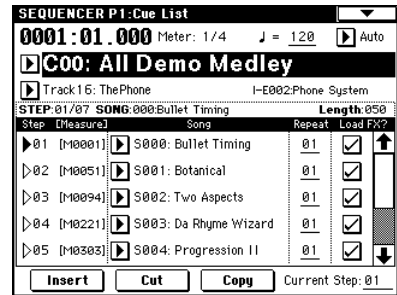 SEQUENCER P1:Cue List
0001:01.000 Meter: 1/4 ♩ = 120 Auto
C00: All Demo Medley
Track16: ThePhone I-E002:Phone System
STEP:01/07 SONG:000:Bullet Timing Length:050
Step [Measure] Song Repeat Load FX?
01 [M0001] S000: Bullet Timing 01
02 [M0051] S001: Botanical 01
03 [M0094] S002: Two Aspects 01
04 [M0221] S003: Da Rhyme Wizard 01
05 [M0303] S004: Progression II 01
Insert Cut Copy Current Step: 01